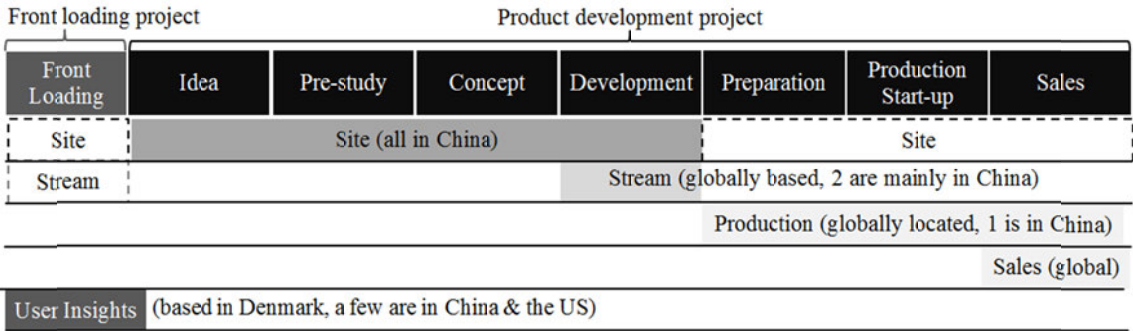 Front loading project
Product development project
Front
Loading
Idea
Pre-study
Concept
Development
Preparation
Production
Start-up
Sales
Site
Site (all in China)
Site
Stream
Stream (globally based, 2 are mainly in China)
Production (globally located, 1 is in China)
Sales (global)
User Insights
(based in Denmark, a few are in China & the US)